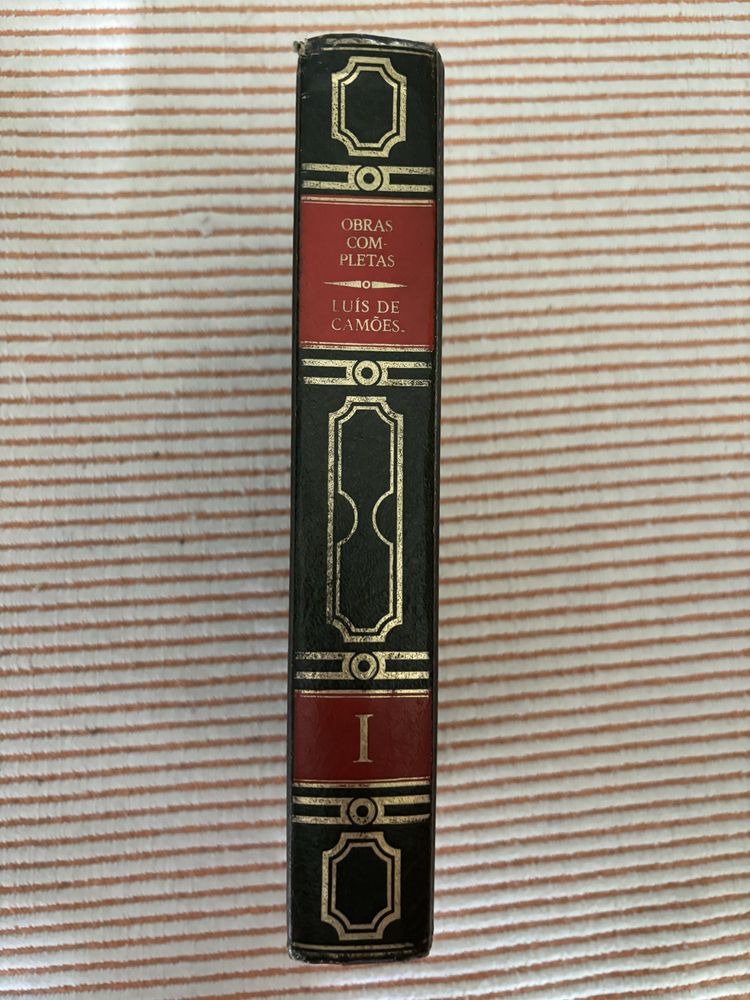 OBRAS
COM-
PLETAS
LUÍS DE
CAMÕES
I